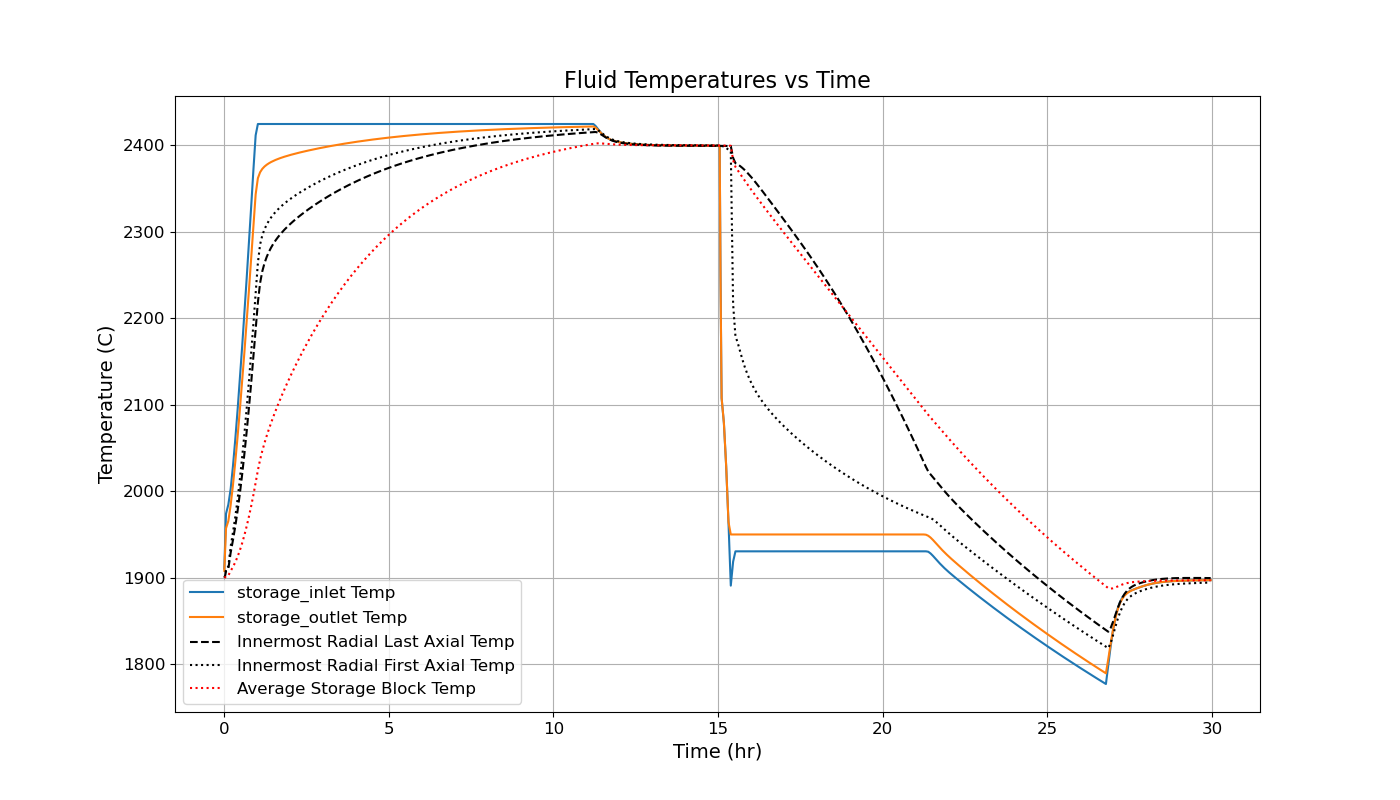 Fluid Temperatures vs Time
Temperature (C)
2400
2300
2200
2100
2000
1900
1800
storage_inlet Temp
storage_outlet Temp
Innermost Radial Last Axial Temp
Innermost Radial First Axial Temp
Average Storage Block Temp
0 5 10 15 20 25 30
Time (hr)